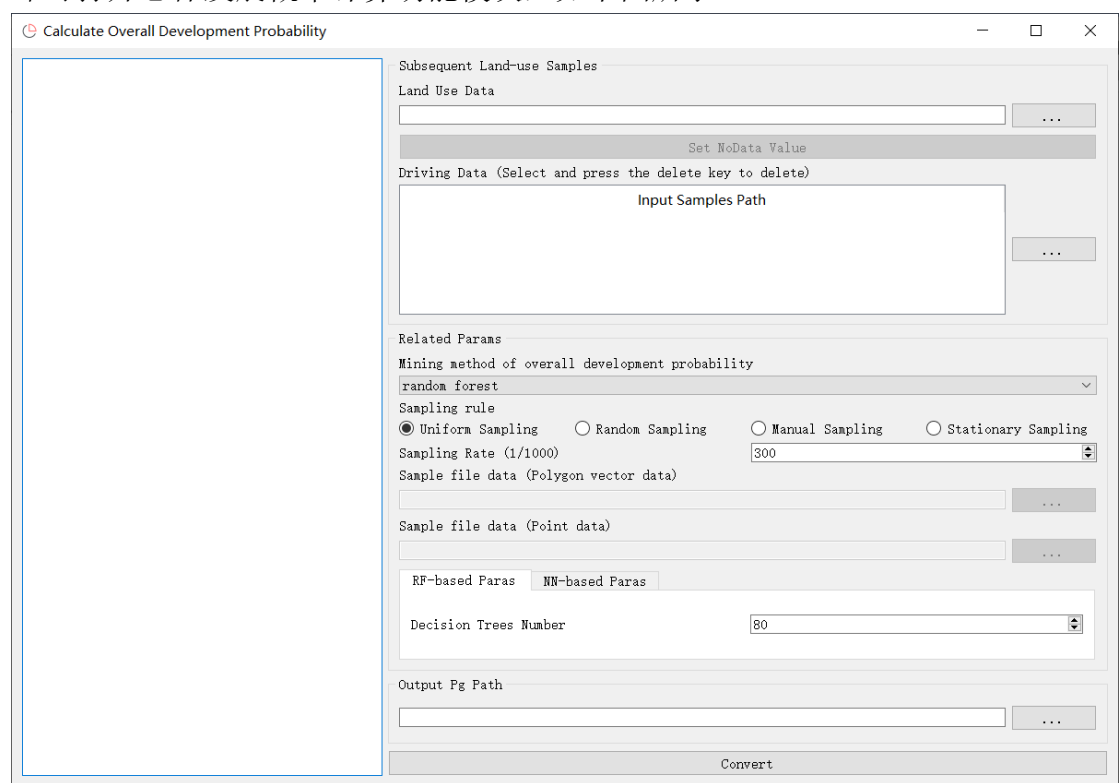 Calculate Overall Development Probability
Subsequent Land-use Samples
Land Use Data
...
Set NoData Value
Driving Data (Select and press the delete key to delete)
Input Samples Path
...
Related Params
Mining method of overall development probability
random forest
Sampling rule
Uniform Sampling Random Sampling Manual Sampling Stationary Sampling
Sampling Rate (1/1000) 300
Sample file data (Polygon vector data)
...
Sample file data (Point data)
...
RF-based Paras NN-based Paras
Decision Trees Number 80
Output Pg Path
...
Convert